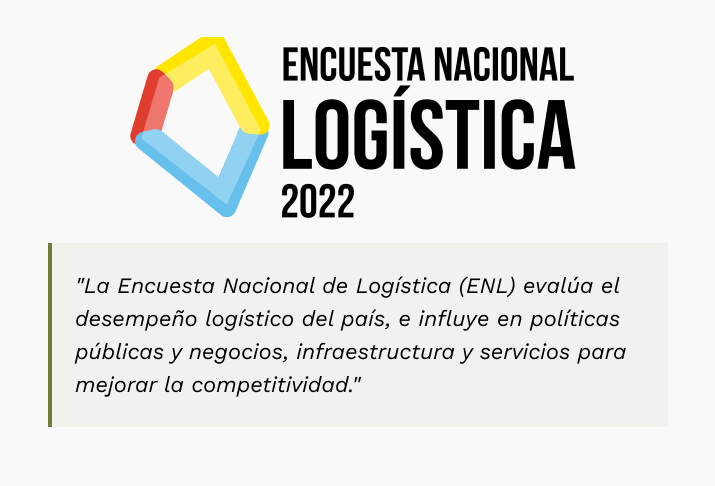 ENCUESTA NACIONAL
LOGÍSTICA
2022
"La Encuesta Nacional de Logística (ENL) evalúa el
desempeño logístico del país, e influye en políticas
públicas y negocios, infraestructura y servicios para
mejorar la competitividad."